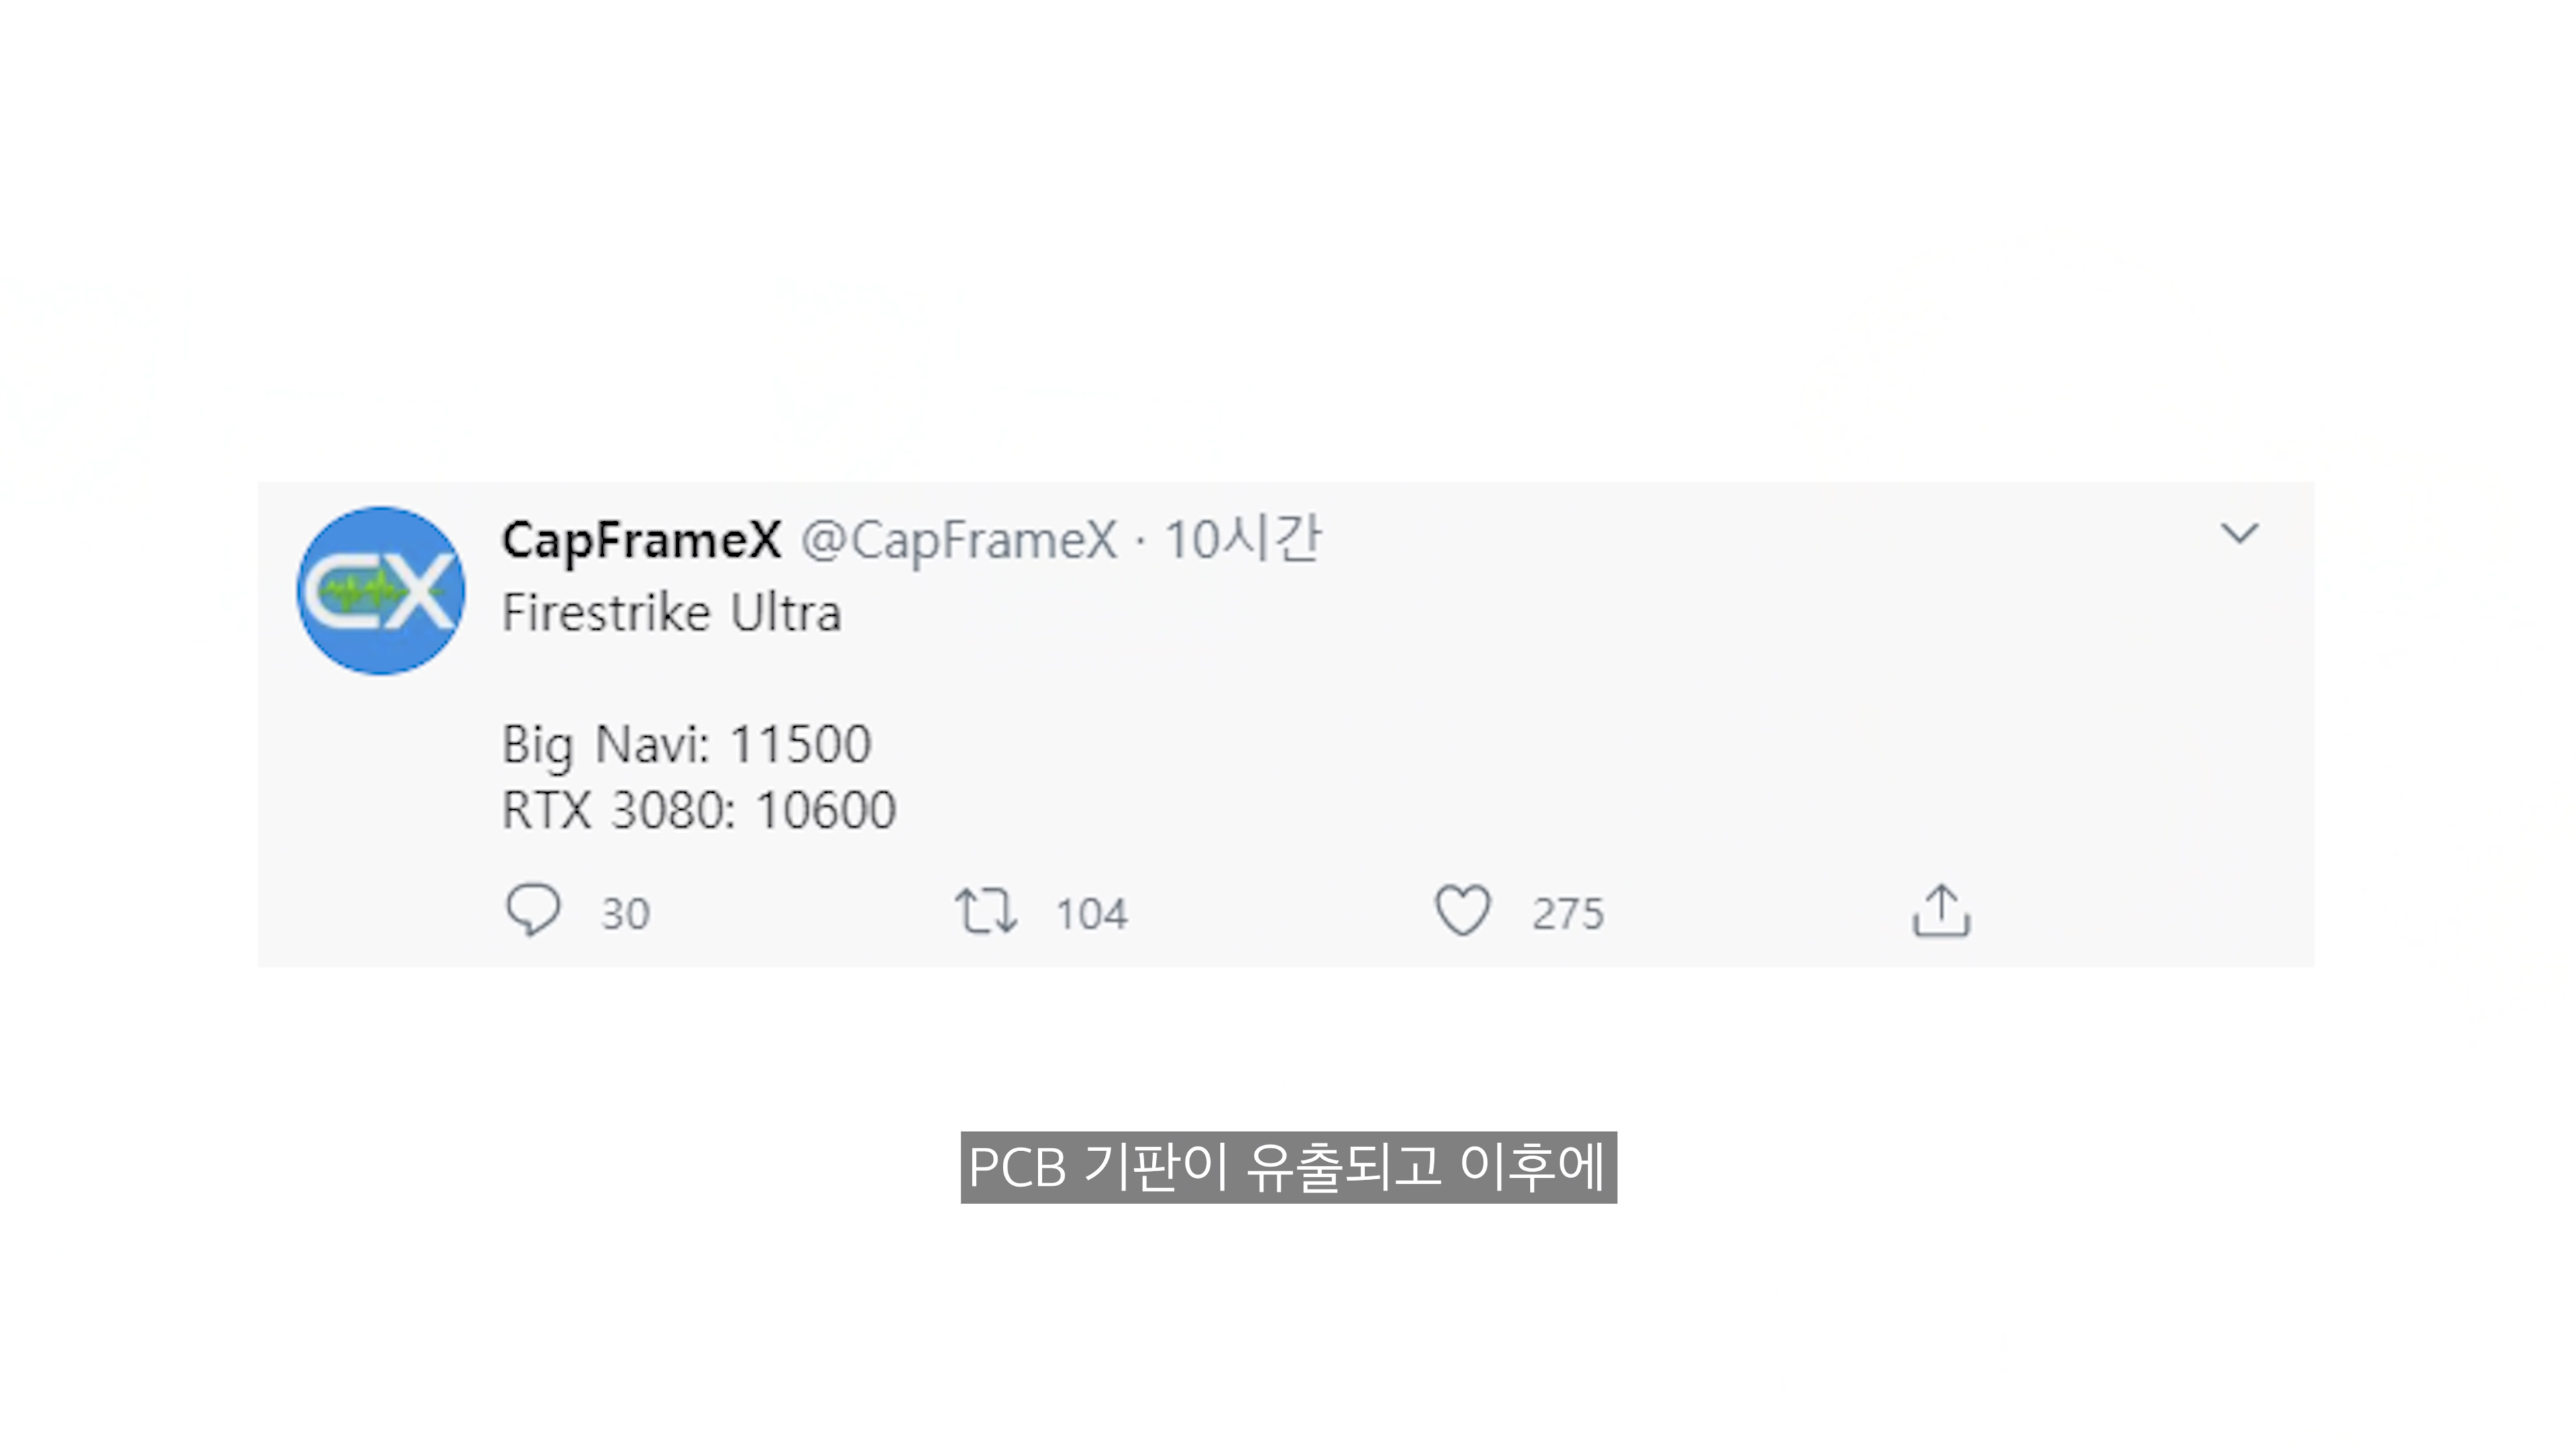 CX
CapFrameX @CapFrameX · 10시간
Firestrike Ultra
Big Navi: 11500
RTX 3080: 10600
30 104 275
PCB 기판이 유출되고 이후에